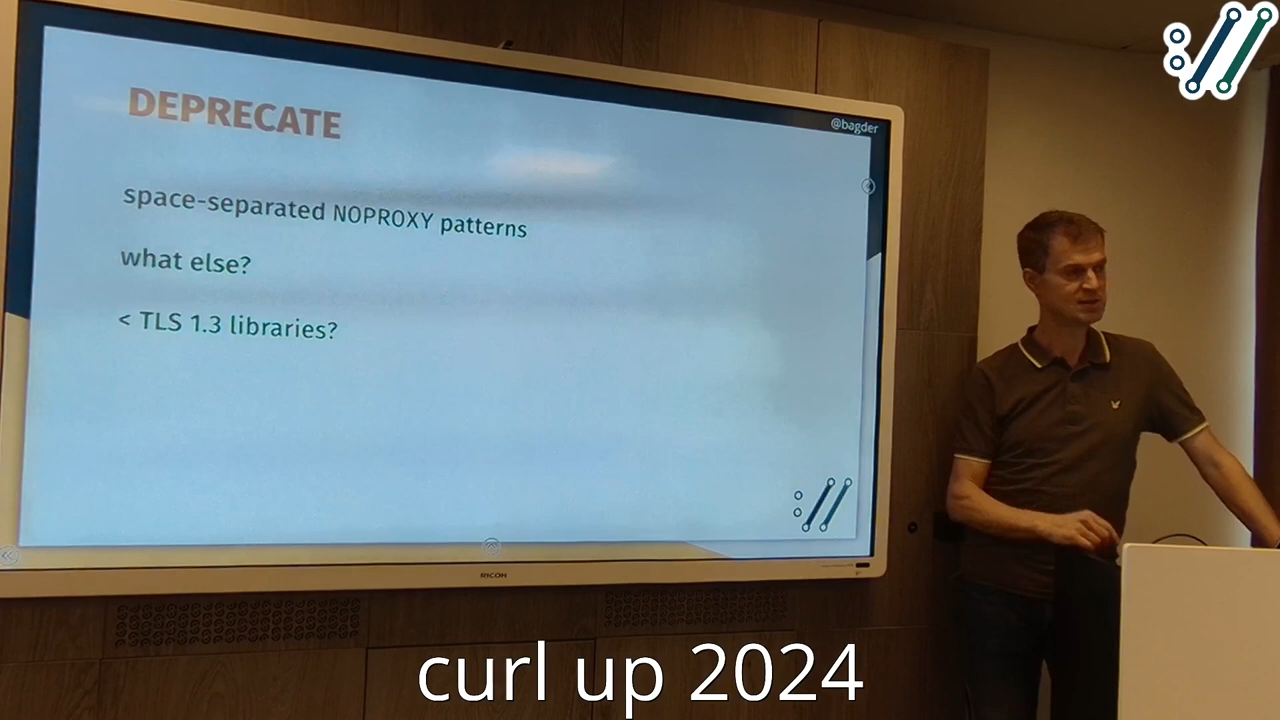 DEPRECATE
@bagder
space-separated NOPROXY patterns
what else?
< TLS 1.3 libraries?
RICOH
curl up 2024